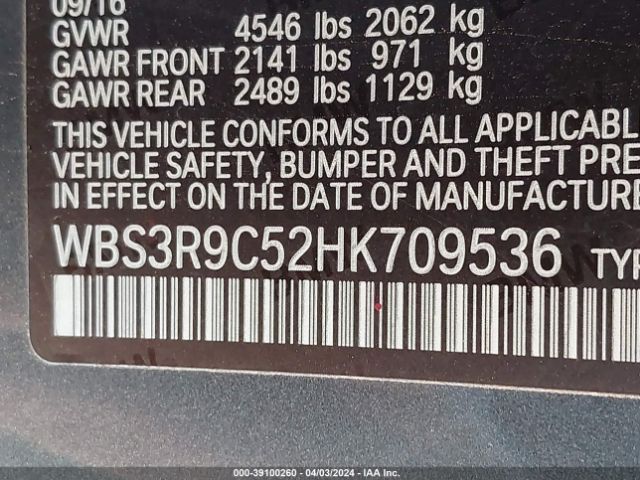 09/16
GVWR 4546 lbs 2062 kg
GAWR FRONT 2141 lbs 971 kg
GAWR REAR 2489 lbs 1129 kg
THIS VEHICLE CONFORMS TO ALL APPLICABL
VEHICLE SAFETY, BUMPER AND THEFT PRE
IN EFFECT ON THE DATE OF MANUFACTUR
WBS3R9C52HK709536 TYP
000-39100260 - 04/03/2024 - IAA Inc.